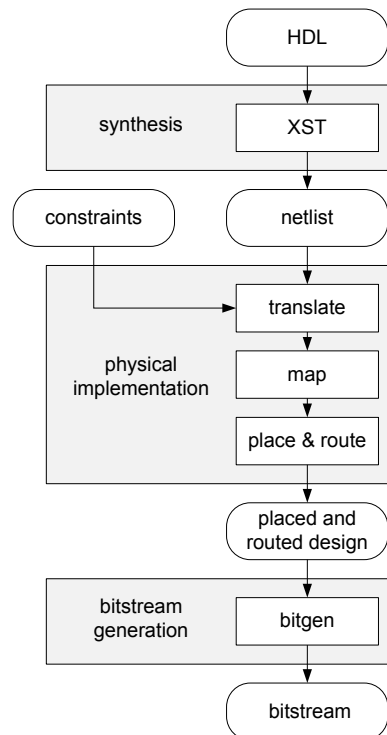 HDL
synthesis
XST
constraints
netlist
translate
physical
implementation
map
place & route
placed and
routed design
bitstream
generation
bitgen
bitstream